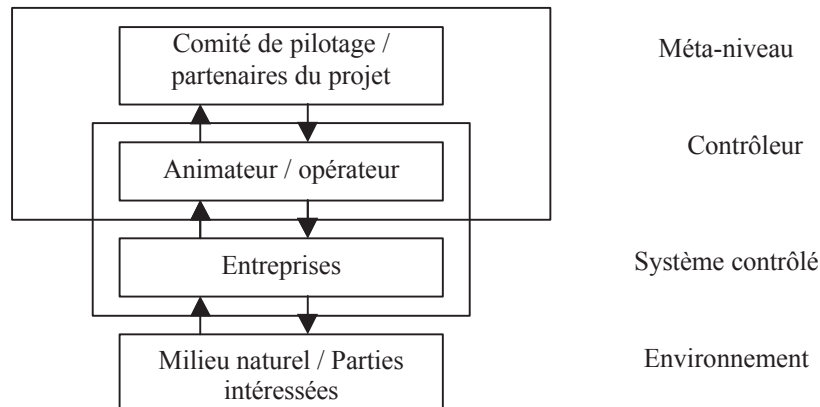 Comité de pilotage /
partenaires du projet
Méta-niveau
Animateur / opérateur
Contrôleur
Entreprises
Système contrôlé
Milieu naturel / Parties
intéressées
Environnement